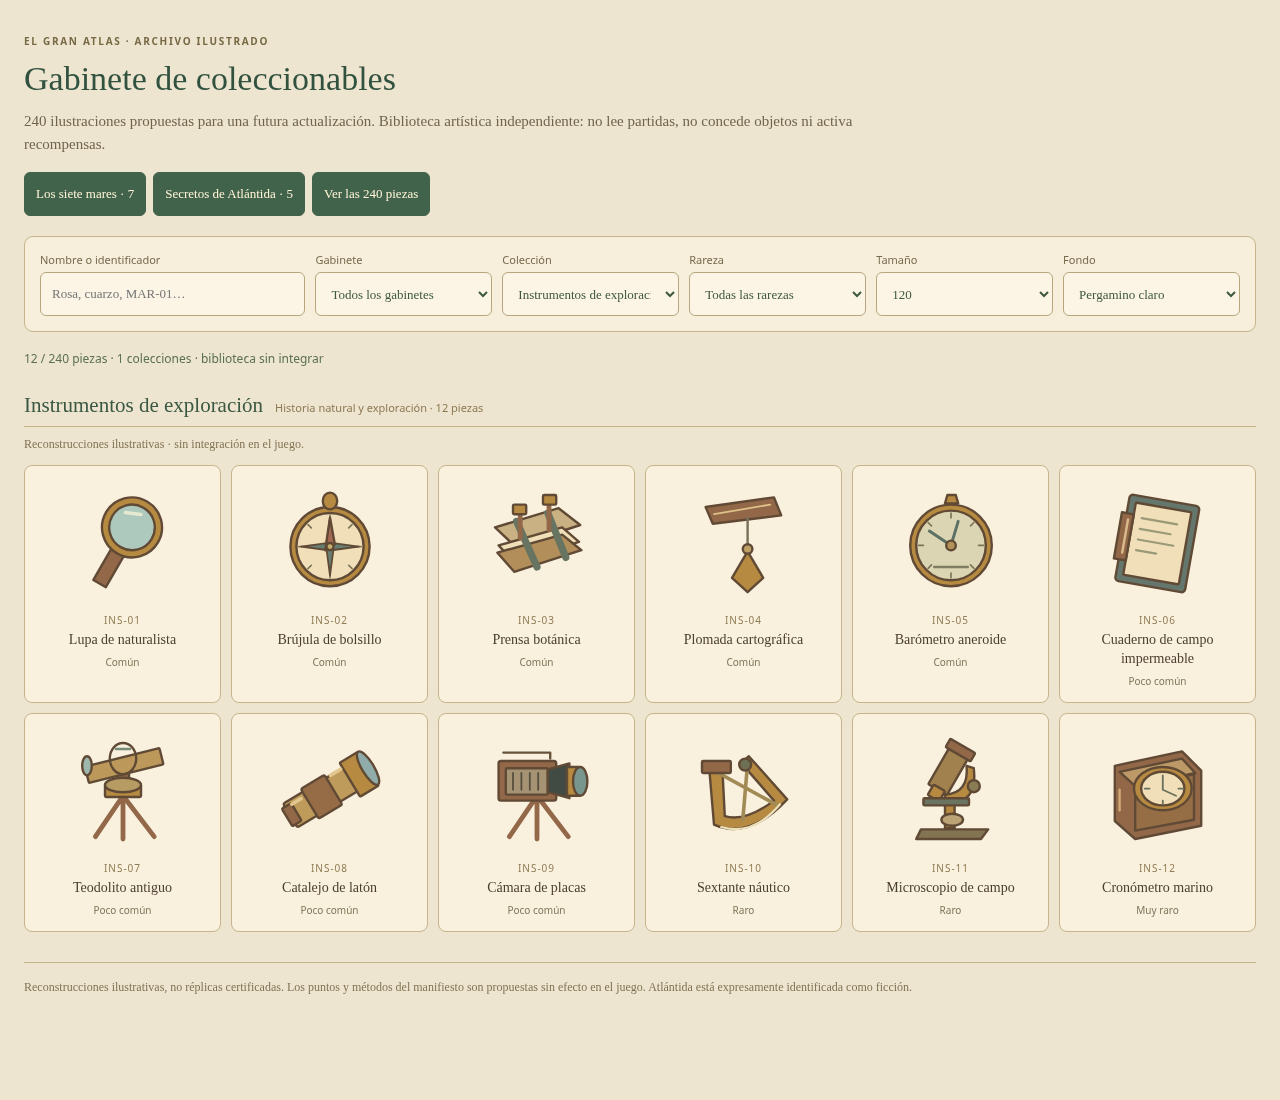 EL GRAN ATLAS · ARCHIVO ILUSTRADO
Gabinete de coleccionables
240 ilustraciones propuestas para una futura actualización. Biblioteca artística independiente: no lee partidas, no concede objetos ni activa
recompensas.
Los siete mares · 7
Secretos de Atlántida · 5
Ver las 240 piezas
Nombre o identificador
Gabinete
Colección
Rareza
Tamaño
Fondo
Rosa, cuarzo, MAR-01…
Todos los gabinetes
Instrumentos de explorac
Todas las rarezas
120
Pergamino claro
12 / 240 piezas · 1 colecciones · biblioteca sin integrar
Instrumentos de exploración
Historia natural y exploración · 12 piezas
Reconstrucciones ilustrativas · sin integración en el juego.
INS-01
Lupa de naturalista
Común
INS-02
Brújula de bolsillo
Común
INS-03
Prensa botánica
Común
INS-04
Plomada cartográfica
Común
INS-05
Barómetro aneroide
Común
INS-06
Cuaderno de campo
impermeable
Poco común
INS-07
Teodolito antiguo
Poco común
INS-08
Catalejo de latón
Poco común
INS-09
Cámara de placas
Poco común
INS-10
Sextante náutico
Raro
INS-11
Microscopio de campo
Raro
INS-12
Cronómetro marino
Muy raro
Reconstrucciones ilustrativas, no réplicas certificadas. Los puntos y métodos del manifiesto son propuestas sin efecto en el juego. Atlántida está expresamente identificada como ficción.